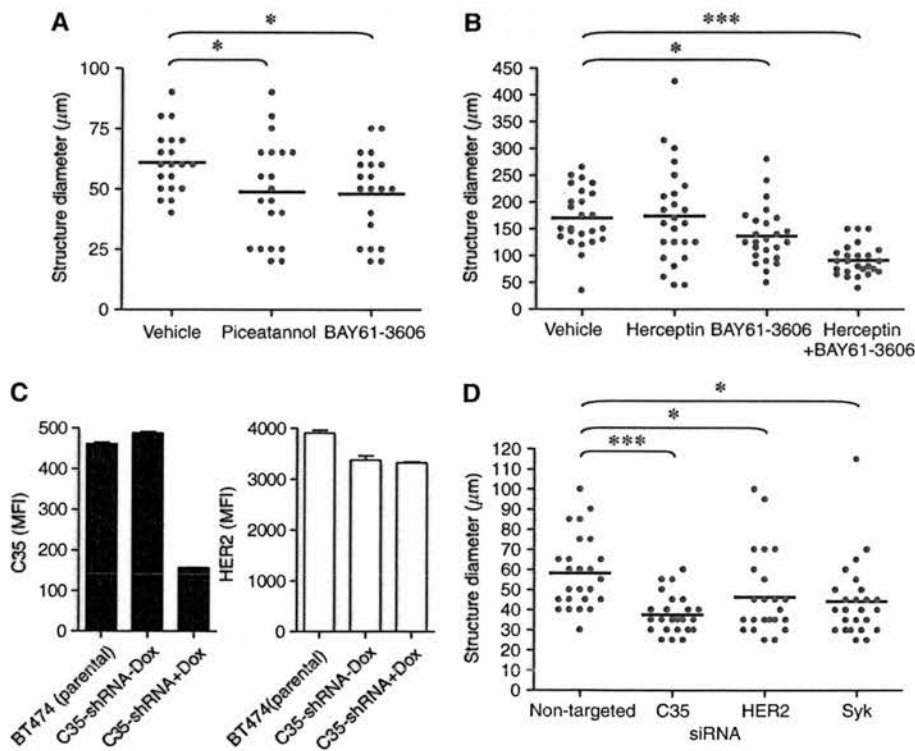 A
*
*
Structure diameter (μm)
100
75
50
25
0
Vehicle
Piceatannol
BAY61-3606
B
***
*
Structure diameter (μm)
450
400
350
300
250
200
150
100
50
0
Vehicle
Herceptin
BAY61-3606
Herceptin
+BAY61-3606
C
C35 (MFI)
500
400
300
200
100
0
BT474 (parental)
C35-shRNA-Dox
C35-shRNA+Dox
HER2 (MFI)
4000
3000
2000
1000
0
BT474(parental)
C35-shRNA-Dox
C35-shRNA+Dox
D
*
*
***
Structure diameter (μm)
120
110
100
90
80
70
60
50
40
30
20
10
0
Non-targeted
C35
HER2
Syk
siRNA